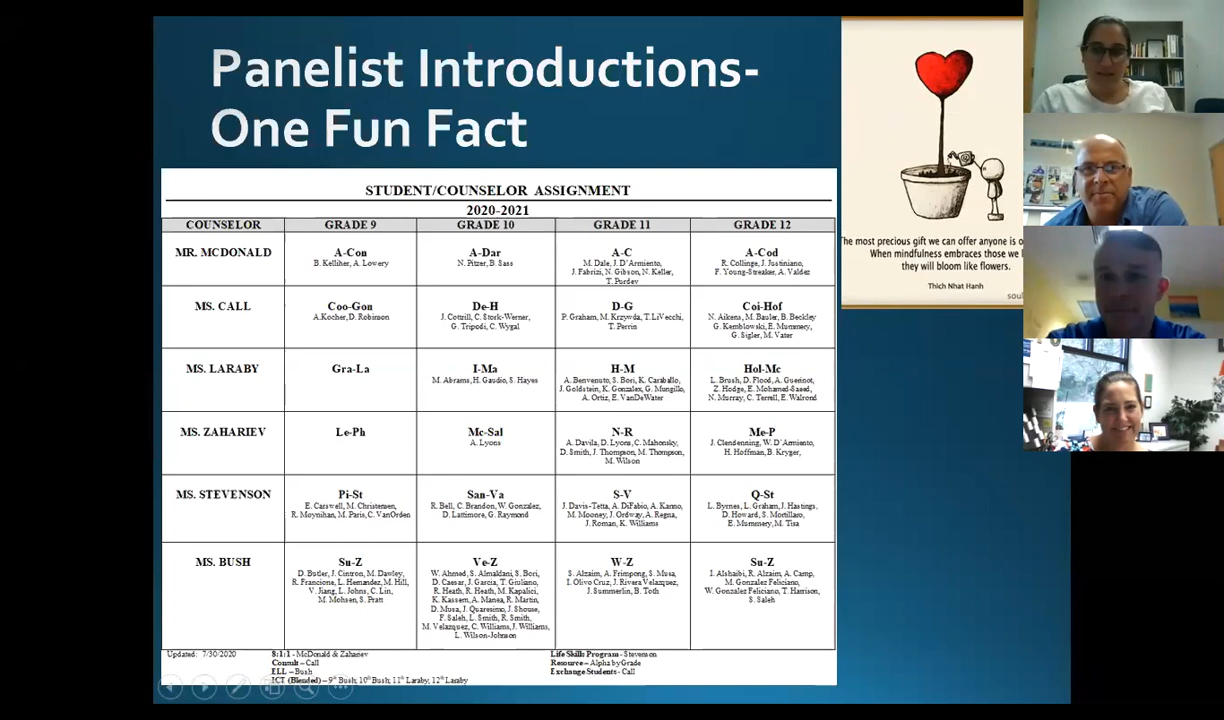 Panelist Introductions-
One Fun Fact
STUDENT/COUNSELOR ASSIGNMENT
2020-2021
COUNSELOR GRADE 9 GRADE 10 GRADE 11 GRADE 12
MR. MCDONALD A-Con A-Dar A-C A-Cod
B. Kelliher, A. Lowery N. Pitzer, B. Sass M. Dale, J. D'Armiento, R. Collinge, J. Justiniano,
J. Fabrizi, N. Gibson, N. Keller, F. Young-Streaker, A. Valdez
T. Purdev
MS. CALL Coo-Gon De-H D-G Coi-Hof
A.Kocher, D. Robinson J. Cottrill, C. Stork-Werner, P. Graham, M. Krzywda, T. LiVecchi, N. Aikens, M. Bauler, B. Beckley
G. Tripodi, C. Wygal T. Perrin G. Kemblowski, E. Mummery,
G. Sigler, M. Vater
MS. LARABY Gra-La I-Ma H-M Hol-Mc
M. Abrams, H. Gaudio, S. Hayes A. Benvenuto, S. Bori, K. Caraballo, L. Brush, D. Flood, A. Guerinot,
J. Goldstein, K. Gonzalex, G. Mungillo, Z. Hodge, E. Mohamed-Saeed,
A. Ortiz, E. VanDeWater N. Murray, C. Terrell, E. Walrond
MS. ZAHARIEV Le-Ph Mc-Sal N-R Me-P
A. Lyons A. Davila, D. Lyons, C. Mahonsky, J. Clendenning, W. D'Armiento,
D. Smith, J. Thompson, M. Thompson, H. Hoffman, B. Kryger,
M. Wilson
MS. STEVENSON Pi-St San-Va S-V Q-St
E. Carswell, M. Christensen, R. Bell, C. Brandon, W. Gonzalez, J. Davis-Tetta, A. DiFabio, A. Kanno, L. Byrnes, L. Graham, J. Hastings,
R. Moynihan, M. Paris, C. VanOrden D. Lattimore, G. Raymond M. Mooney, J. Ordway, A. Regna, D. Howard, S. Mortillaro,
J. Roman, K. Williams E. Mummery, M. Tisa
MS. BUSH Su-Z Ve-Z W-Z Su-Z
D. Butler, J. Cintron, M. Dawley, W. Ahmed, S. Almaldani, S. Bori, S. Alzaim, A. Frimpong, S. Musa, I. Alshaibi, R. Alzaim, A. Camp,
R. Francione, L. Hernandez, M. Hill, D. Caesar, J. Garcia, T. Giuliano, I. Olivo Cruz, J. Rivera Velazquez, M. Gonzalez Feliciano,
V. Jiang, L. Johns, C. Lin, R. Heath, R. Heath, M. Kapalici, J. Summerlin, B. Toth W. Gonzalez Feliciano, T. Harrison,
M. Mohsen, S. Pratt K. Kassem, A. Manea, R. Martin, S. Saleh
D. Musa, J. Quaresimo, J. Shouse,
F. Saleh, L. Smith, R. Smith,
M. Velazquez, C. Williams, J. Williams,
L. Wilson-Johnson
Updated: 7/30/2020 8:1:1 - McDonald & Zahariev Life Skills Program - Stevenson
Consult - Call Resource - Alpha by Grade
ELL - Bush Exchange Students - Call
ICT (Blended) - 9th Bush; 10th Bush; 11th Laraby, 12th Laraby
The most precious gift we can offer anyone is
When mindfulness embraces those we
they will bloom like flowers.
Thich Nhat Hanh